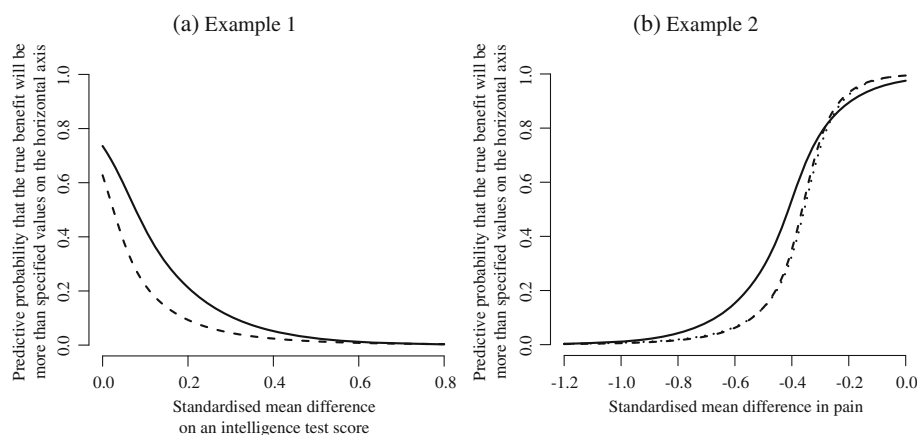 (a) Example 1
Predictive probability that the true benefit will be
more than specified values on the horizontal axis
1.0
0.8
0.6
0.4
0.2
0.0
0.0 0.2 0.4 0.6 0.8
Standardised mean difference
on an intelligence test score
(b) Example 2
Predictive probability that the true benefit will be
more than specified values on the horizontal axis
1.0
0.8
0.6
0.4
0.2
0.0
-1.2 -1.0 -0.8 -0.6 -0.4 -0.2 0.0
Standardised mean difference in pain